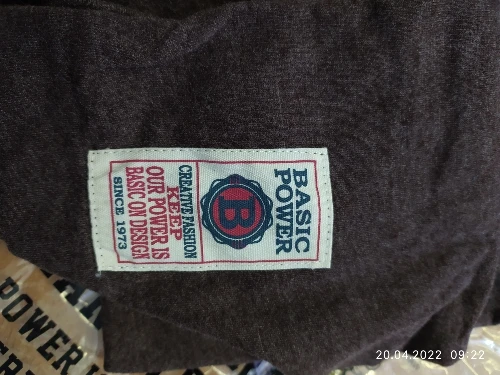 BASIC
POWER
B
CREATIVE FASHION
KEEP
OUR POWER IS
BASIC ON DESIGN
SINCE 1973
POWER
20.04.2022 09:22